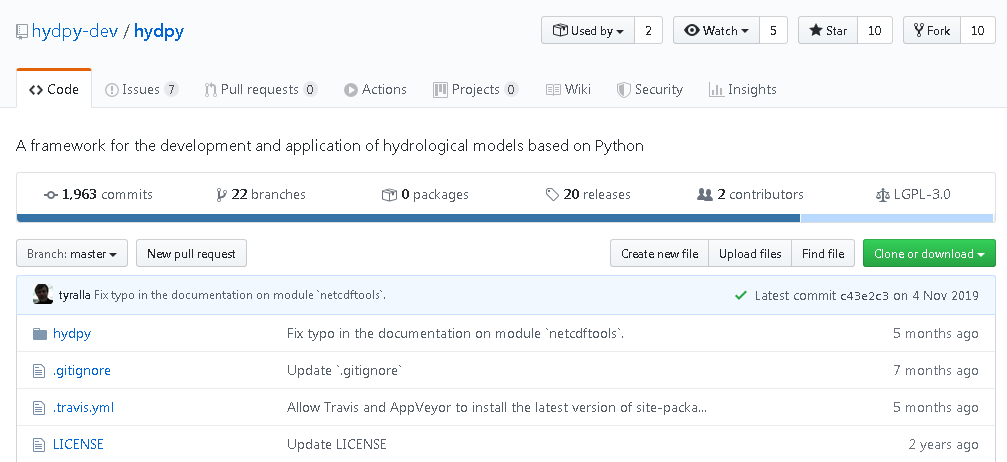 hydpy-dev / hydpy Used by 2 Watch 5 Star 10 Fork 10
Code Issues 7 Pull requests 0 Actions Projects 0 Wiki Security Insights
A framework for the development and application of hydrological models based on Python
1,963 commits 22 branches 0 packages 20 releases 2 contributors LGPL-3.0
Branch: master New pull request Create new file Upload files Find file Clone or download
tyralla Fix typo in the documentation on module `netcdftools`. Latest commit c43e2c3 on 4 Nov 2019
hydpy Fix typo in the documentation on module `netcdftools`. 5 months ago
.gitignore Update `.gitignore` 7 months ago
.travis.yml Allow Travis and AppVeyor to install the latest version of site-packa... 5 months ago
LICENSE Update LICENSE 2 years ago